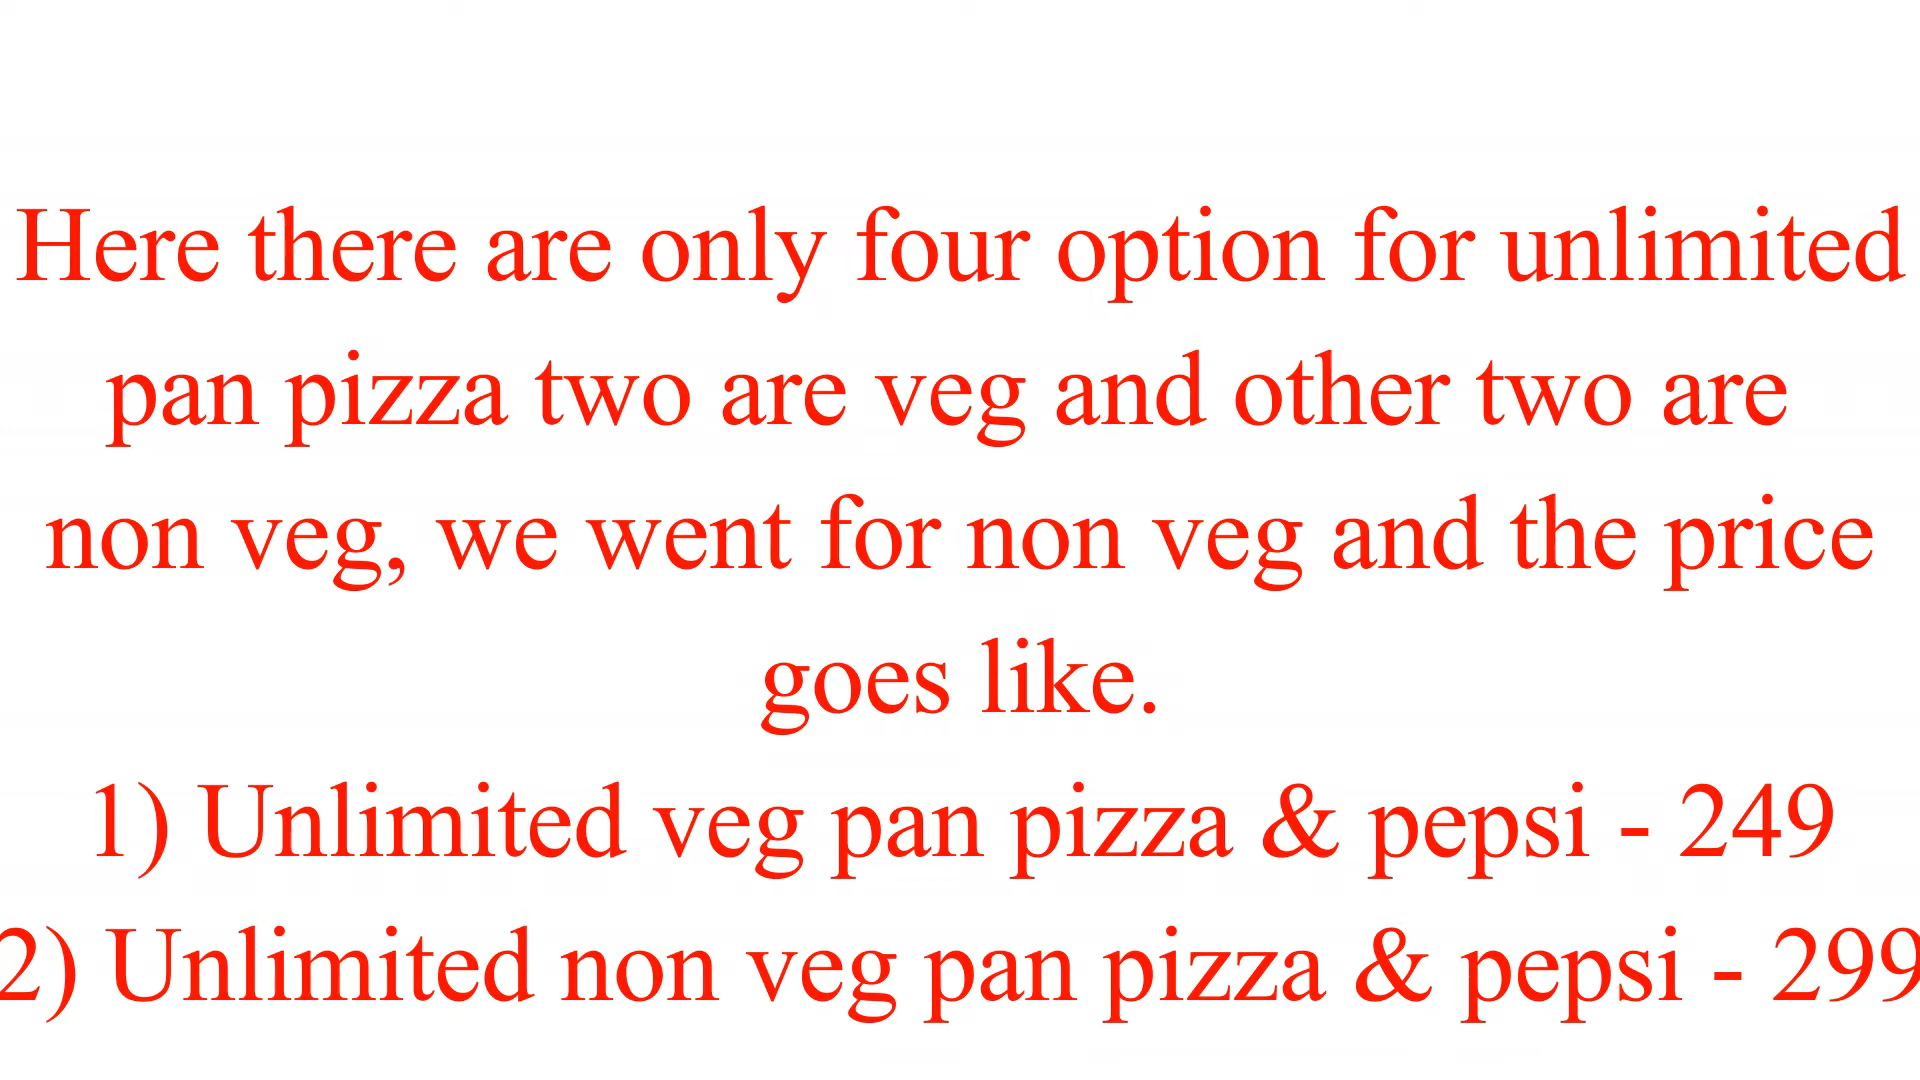 Here there are only four option for unlimited
pan pizza two are veg and other two are
non veg, we went for non veg and the price
goes like.
1) Unlimited veg pan pizza & pepsi - 249
2) Unlimited non veg pan pizza & pepsi - 299